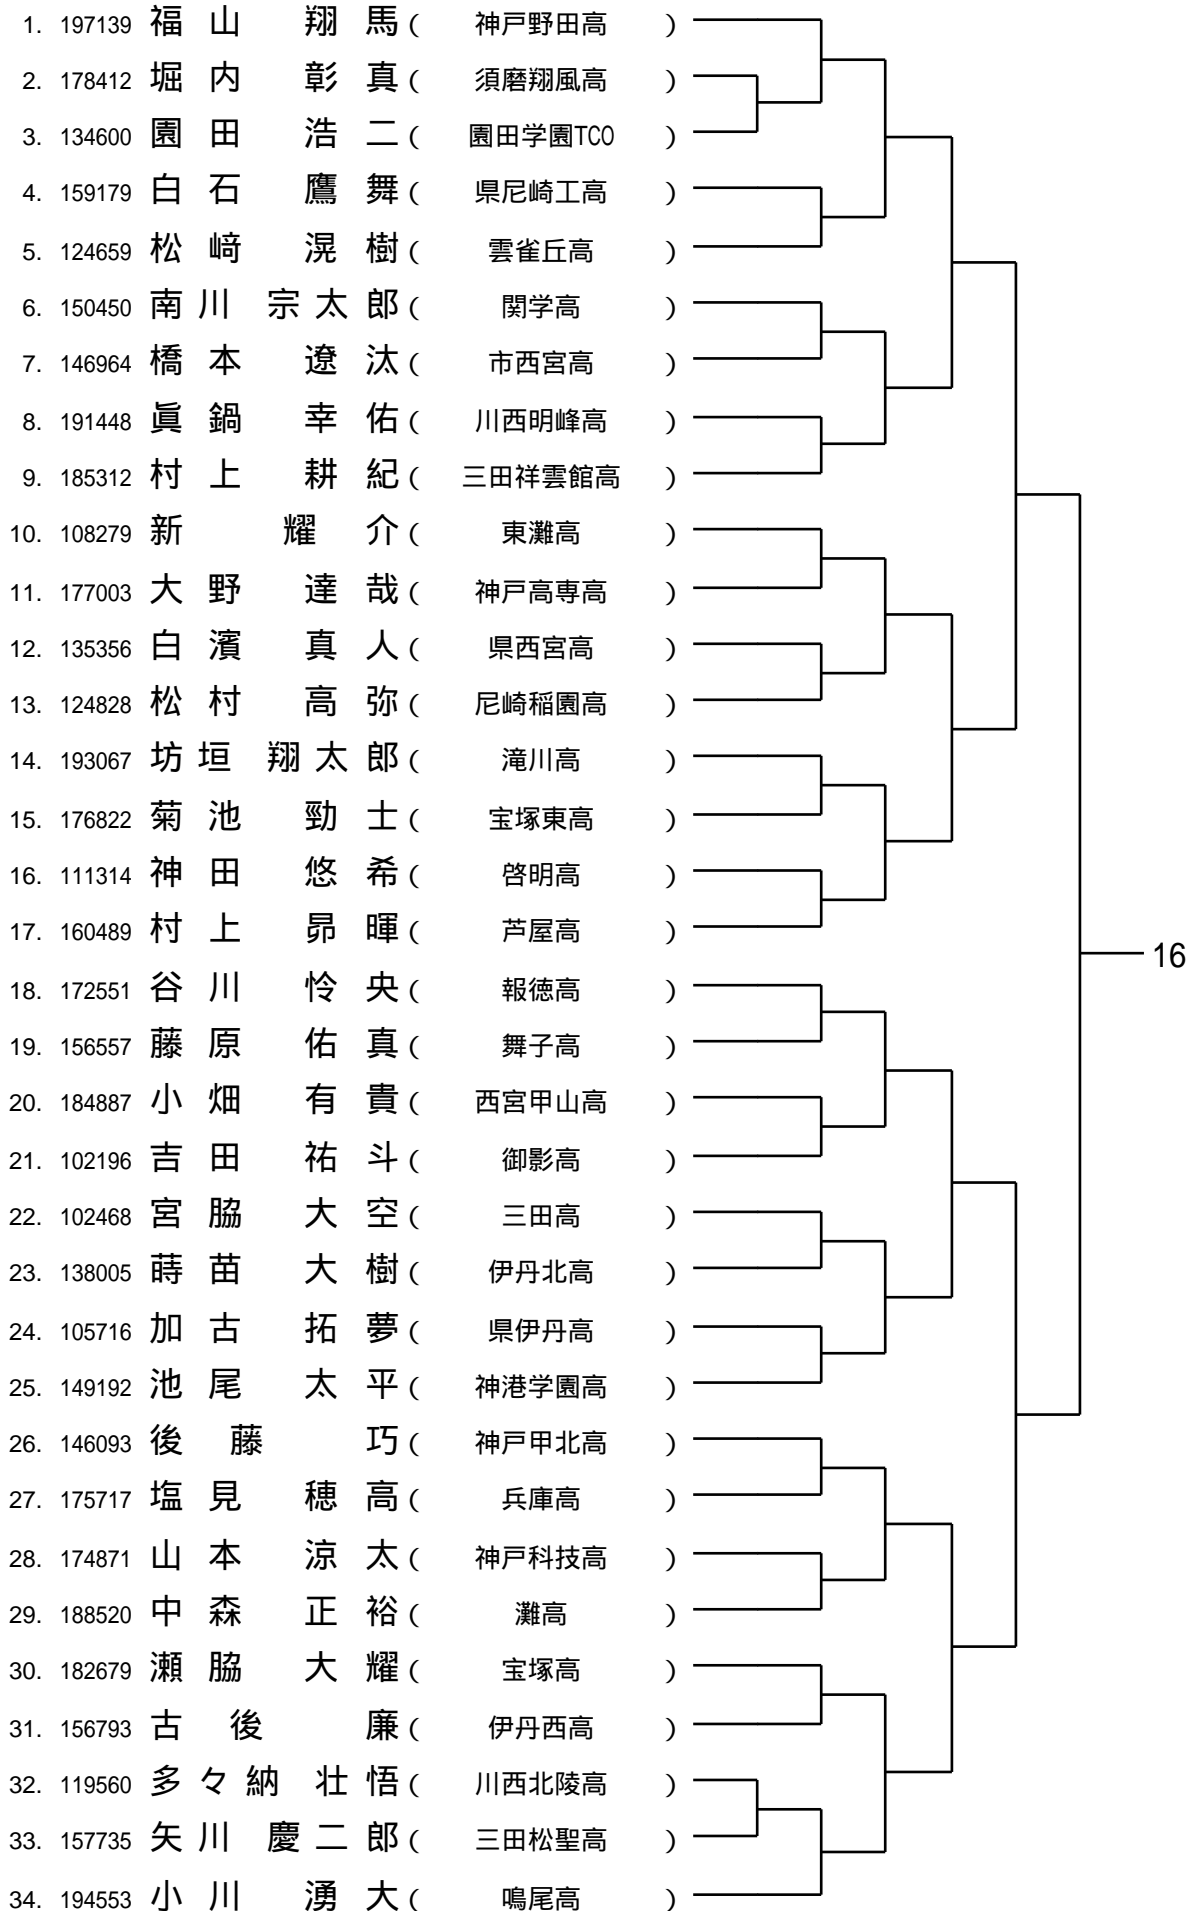 1. 197139 福山 翔馬 ( 神戸野田高 )
2. 178412 堀内 彰真 ( 須磨翔風高 )
3. 134600 園田 浩二 ( 園田学園TCO )
4. 159179 白石 鷹舞 ( 県尼崎工高 )
5. 124659 松﨑 滉樹 ( 雲雀丘高 )
6. 150450 南川 宗太郎 ( 関学高 )
7. 146964 橋本 遼汰 ( 市西宮高 )
8. 191448 眞鍋 幸佑 ( 川西明峰高 )
9. 185312 村上 耕紀 ( 三田祥雲館高 )
10. 108279 新 耀介 ( 東灘高 )
11. 177003 大野 達哉 ( 神戸高専高 )
12. 135356 白濱 真人 ( 県西宮高 )
13. 124828 松村 高弥 ( 尼崎稲園高 )
14. 193067 坊垣 翔太郎 ( 滝川高 )
15. 176822 菊池 勁士 ( 宝塚東高 )
16. 111314 神田 悠希 ( 啓明高 )
17. 160489 村上 昴暉 ( 芦屋高 )
16
18. 172551 谷川 怜央 ( 報徳高 )
19. 156557 藤原 佑真 ( 舞子高 )
20. 184887 小畑 有貴 ( 西宮甲山高 )
21. 102196 吉田 祐斗 ( 御影高 )
22. 102468 宮脇 大空 ( 三田高 )
23. 138005 蒔苗 大樹 ( 伊丹北高 )
24. 105716 加古 拓夢 ( 県伊丹高 )
25. 149192 池尾 太平 ( 神港学園高 )
26. 146093 後藤 巧 ( 神戸甲北高 )
27. 175717 塩見 穂高 ( 兵庫高 )
28. 174871 山本 涼太 ( 神戸科技高 )
29. 188520 中森 正裕 ( 灘高 )
30. 182679 瀬脇 大耀 ( 宝塚高 )
31. 156793 古後 廉 ( 伊丹西高 )
32. 119560 多々納 壮悟 ( 川西北陵高 )
33. 157735 矢川 慶二郎 ( 三田松聖高 )
34. 194553 小川 湧大 ( 鳴尾高 )